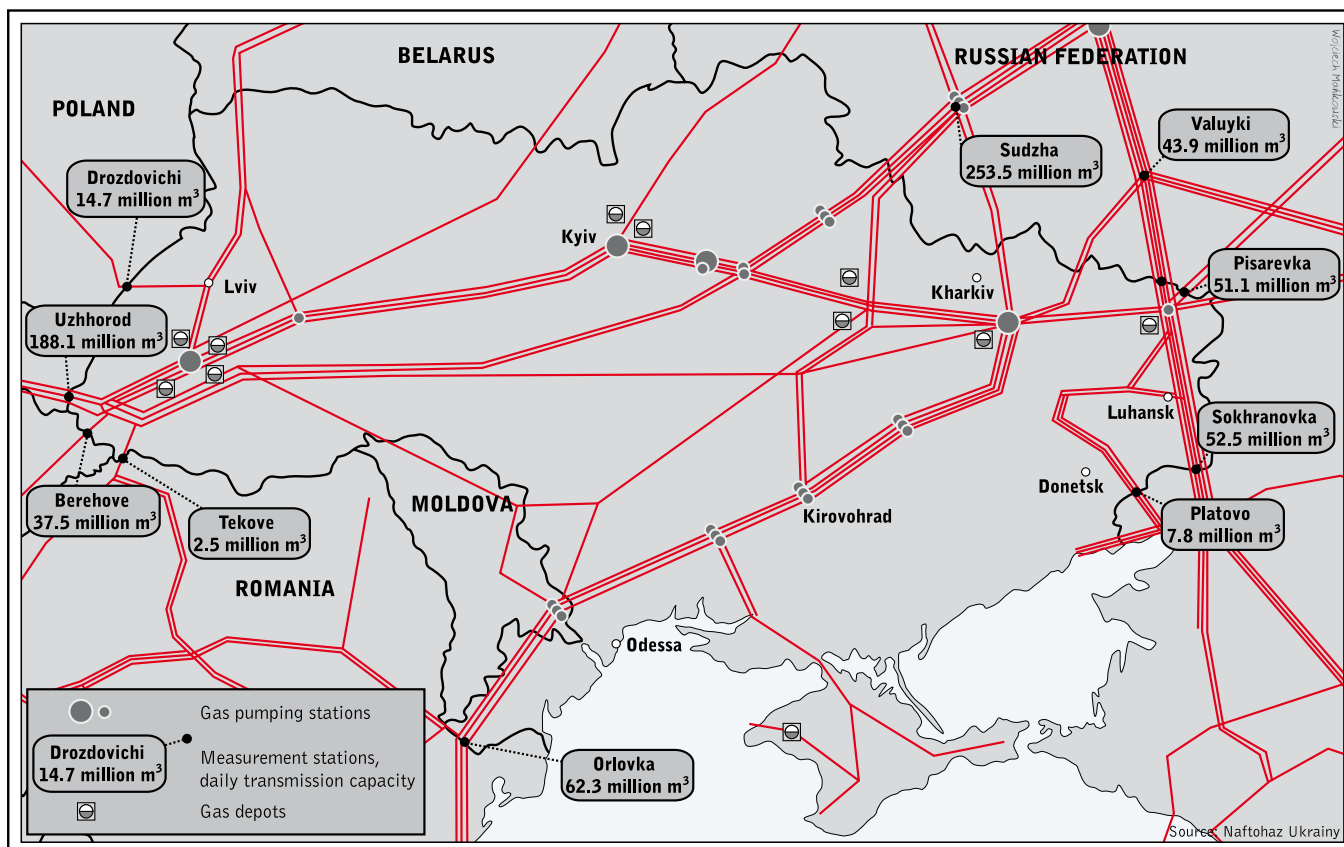 BELARUS
RUSSIAN FEDERATION
POLAND
Wojciech Mańkowski
Valuyki
43.9 million m³
Sudzha
253.5 million m³
Drozdovichi
14.7 million m³
Kyiv
Lviv
Kharkiv
Pisarevka
51.1 million m³
Uzhhorod
188.1 million m³
Luhansk
Sokhranovka
52.5 million m³
Donetsk
Berehove
37.5 million m³
MOLDOVA
Tekove
2.5 million m³
Kirovohrad
Platovo
7.8 million m³
ROMANIA
Odessa
Gas pumping stations
Drozdovichi
14.7 million m³
Measurement stations,
daily transmission capacity
Gas depots
Orlovka
62.3 million m³
Source: Naftohaz Ukrainy